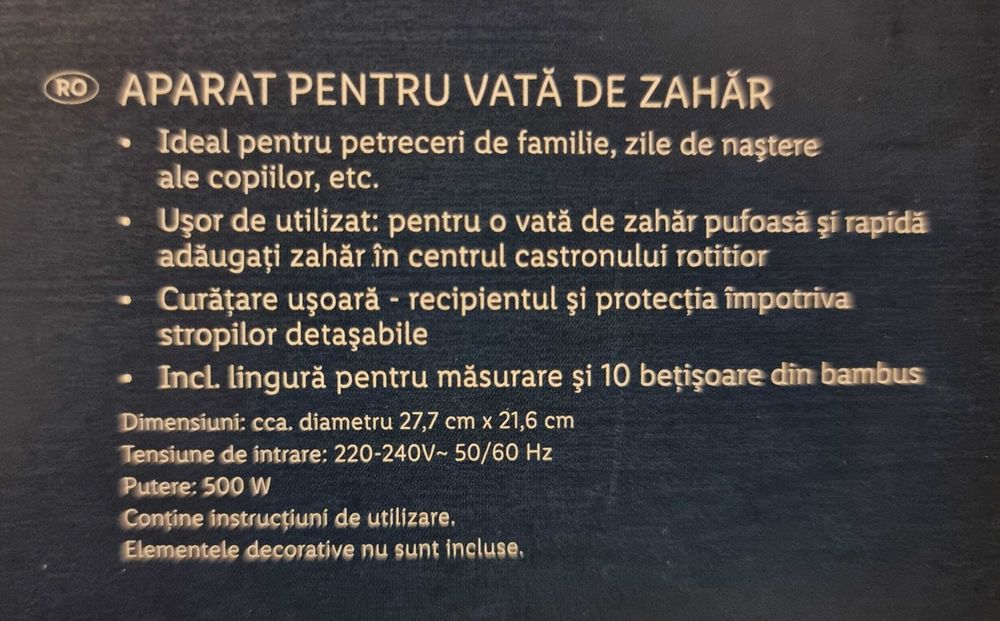 RO APARAT PENTRU VATĂ DE ZAHĂR
• Ideal pentru petreceri de familie, zile de naştere
ale copiilor, etc.
• Uşor de utilizat: pentru o vată de zahăr pufoasă şi rapidă
adăugaţi zahăr în centrul castronului rotitior
• Curăţare uşoară - recipientul şi protecţia împotriva
stropilor detaşabile
• Incl. lingură pentru măsurare şi 10 beţişoare din bambus
Dimensiuni: cca. diametru 27,7 cm x 21,6 cm
Tensiune de intrare: 220-240V~ 50/60 Hz
Putere: 500 W
Conţine instrucţiuni de utilizare.
Elementele decorative nu sunt incluse.